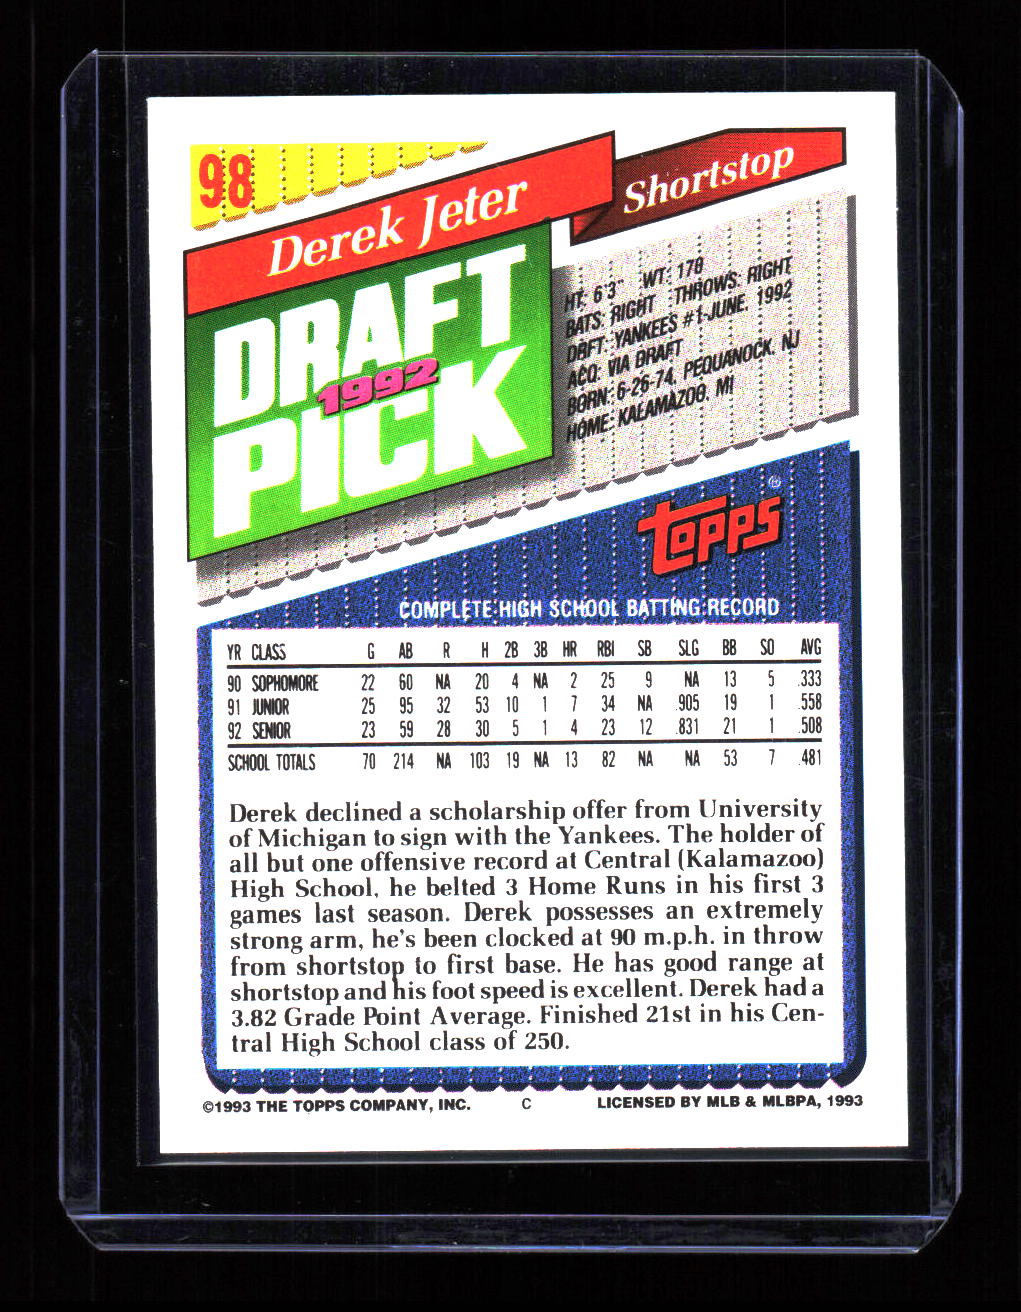 98
Derek Jeter
Shortstop
DRAFT
1992
PICK
HT: 6'3" WT: 178
BATS: RIGHT THROWS: RIGHT
DRFT: YANKEES #1-JUNE, 1992
ACQ: VIA DRAFT
BORN: 6-26-74, PEQUANOCK, NJ
HOME: KALAMAZOO, MI
TOPPS®
COMPLETE HIGH SCHOOL BATTING RECORD
YR CLASS G AB R H 2B 3B HR RBI SB SLG BB SO AVG
90 SOPHOMORE 22 60 NA 20 4 NA 2 25 9 NA 13 5 .333
91 JUNIOR 25 95 32 53 10 1 7 34 NA .905 19 1 .558
92 SENIOR 23 59 28 30 5 1 4 23 12 .831 21 1 .508
SCHOOL TOTALS 70 214 NA 103 19 NA 13 82 NA NA 53 7 .481
Derek declined a scholarship offer from University
of Michigan to sign with the Yankees. The holder of
all but one offensive record at Central (Kalamazoo)
High School, he belted 3 Home Runs in his first 3
games last season. Derek possesses an extremely
strong arm, he's been clocked at 90 m.p.h. in throw
from shortstop to first base. He has good range at
shortstop and his foot speed is excellent. Derek had a
3.82 Grade Point Average. Finished 21st in his Cen-
tral High School class of 250.
©1993 THE TOPPS COMPANY, INC. C LICENSED BY MLB & MLBPA, 1993